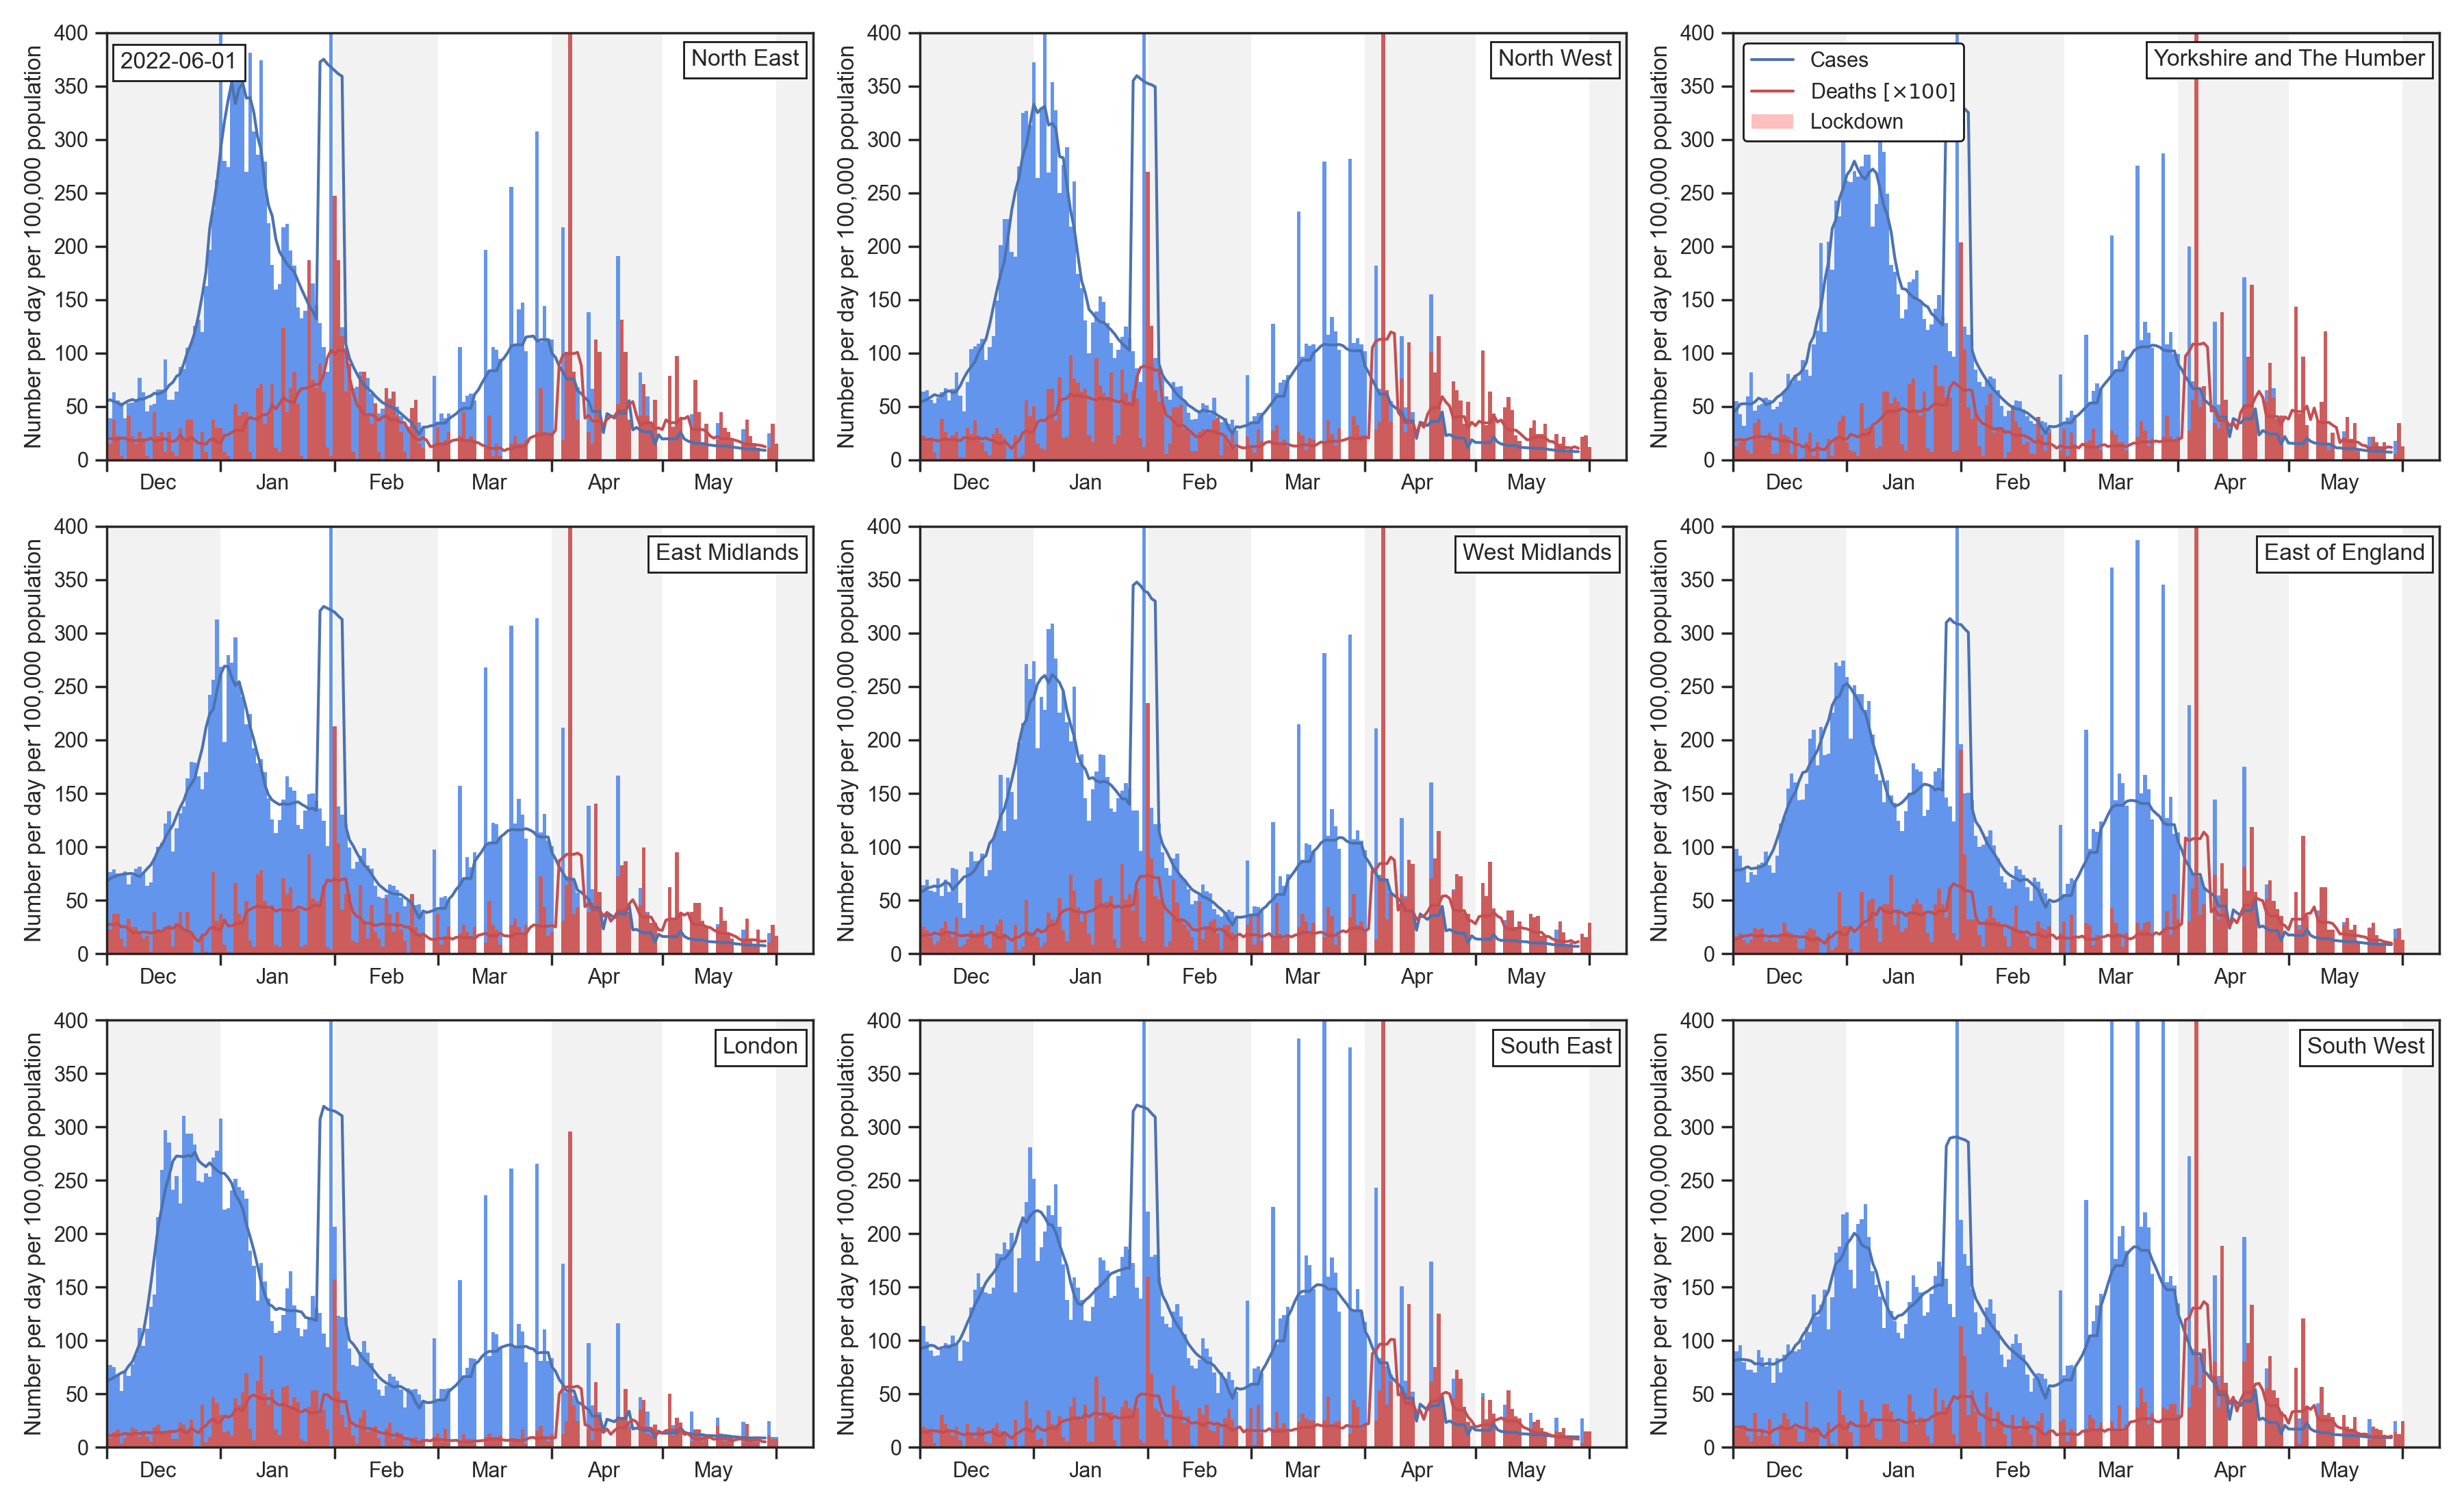 2022-06-01
North East
Number per day per 100,000 population
400
350
300
250
200
150
100
50
0
Dec Jan Feb Mar Apr May
North West
Number per day per 100,000 population
400
350
300
250
200
150
100
50
0
Dec Jan Feb Mar Apr May
Cases
Deaths [×100]
Lockdown
Yorkshire and The Humber
Number per day per 100,000 population
400
350
300
250
200
150
100
50
0
Dec Jan Feb Mar Apr May
East Midlands
Number per day per 100,000 population
400
350
300
250
200
150
100
50
0
Dec Jan Feb Mar Apr May
West Midlands
Number per day per 100,000 population
400
350
300
250
200
150
100
50
0
Dec Jan Feb Mar Apr May
East of England
Number per day per 100,000 population
400
350
300
250
200
150
100
50
0
Dec Jan Feb Mar Apr May
London
Number per day per 100,000 population
400
350
300
250
200
150
100
50
0
Dec Jan Feb Mar Apr May
South East
Number per day per 100,000 population
400
350
300
250
200
150
100
50
0
Dec Jan Feb Mar Apr May
South West
Number per day per 100,000 population
400
350
300
250
200
150
100
50
0
Dec Jan Feb Mar Apr May